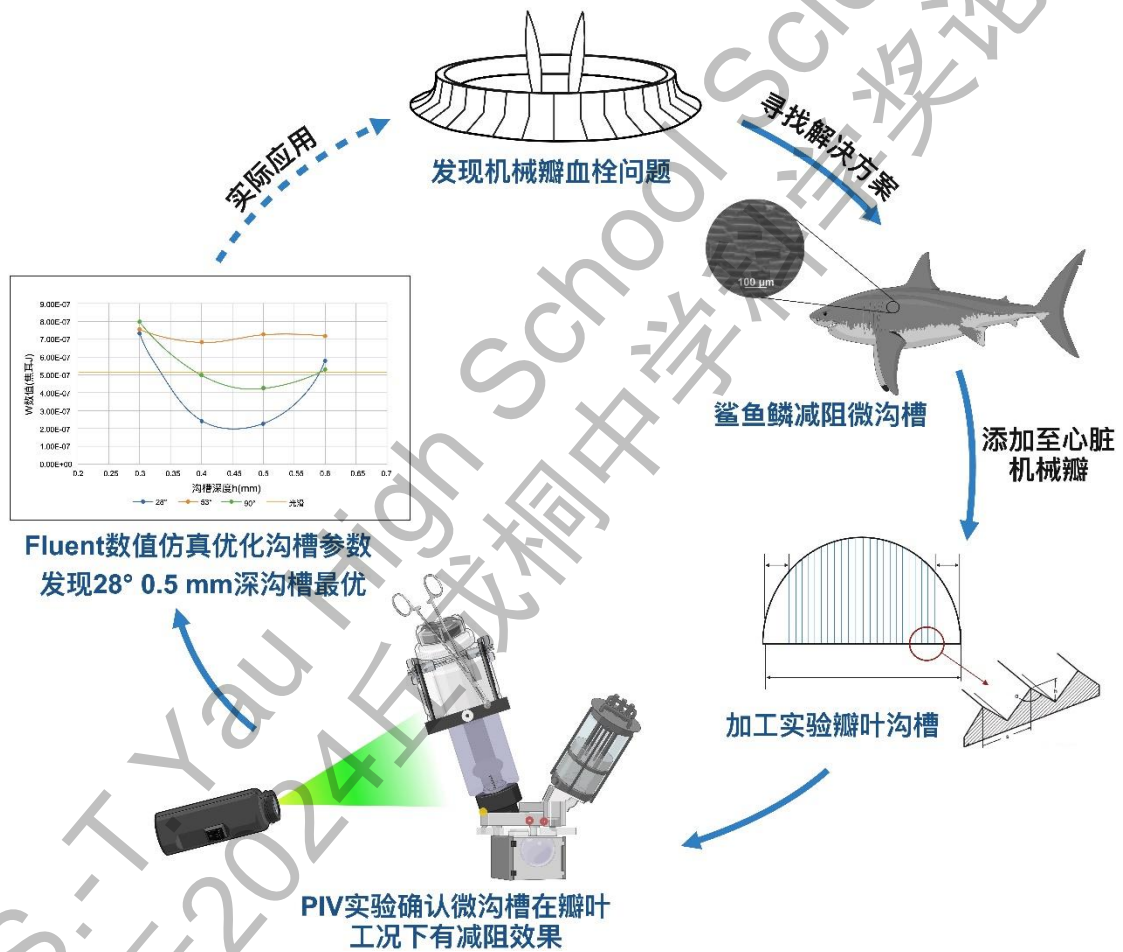 发现机械瓣血栓问题
寻找解决方案
100 μm
鲨鱼鳞减阻微沟槽
添加至心脏
机械瓣
加工实验瓣叶沟槽
PIV实验确认微沟槽在瓣叶
工况下有减阻效果
9.00E-07
8.00E-07
7.00E-07
6.00E-07
5.00E-07
4.00E-07
3.00E-07
2.00E-07
1.00E-07
0.00E+00
W数值(焦耳J)
0.2 0.25 0.3 0.35 0.4 0.45 0.5 0.55 0.6 0.65 0.7
沟槽深度h(mm)
28° 53° 90° 光滑
Fluent数值仿真优化沟槽参数
发现28° 0.5 mm深沟槽最优
实际应用
S.-T. Yau High School Scie
2024丘成桐中学科学奖论